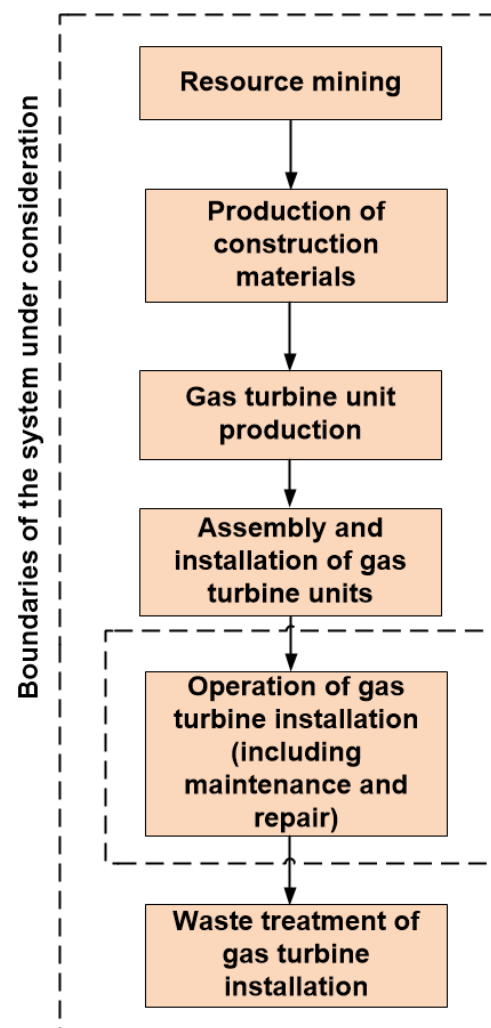 Boundaries of the system under consideration
Resource mining
Production of
construction
materials
Gas turbine unit
production
Assembly and
installation of gas
turbine units
Operation of gas
turbine installation
(including
maintenance and
repair)
Waste treatment of
gas turbine
installation